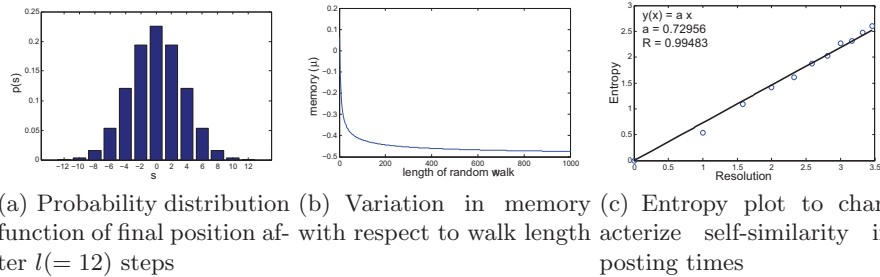 0.25
0.2
0.15
0.1
0.05
0
p(s)
−12 −10 −8 −6 −4 −2 0 2 4 6 8 10 12
s
0.2
0.1
0
−0.1
−0.2
−0.3
−0.4
−0.5
memory (μ)
0 200 400 600 800 1000
length of random walk
3
2.5
2
1.5
1
0.5
0
Entropy
y(x) = a x
a = 0.72956
R = 0.99483
0 0.5 1 1.5 2 2.5 3 3.5
Resolution
(a) Probability distribution
function of final position af-
ter l(= 12) steps
(b) Variation in memory
with respect to walk length
(c) Entropy plot to char
acterize self-similarity i
posting times